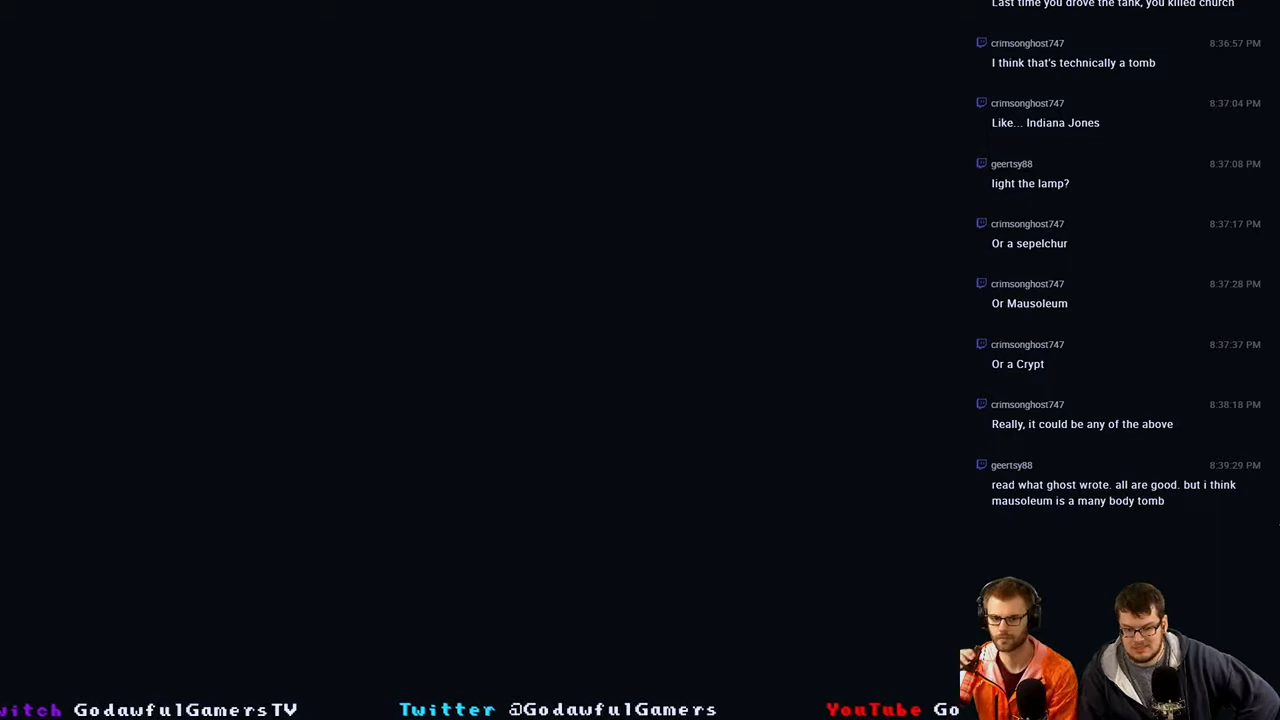 Last time you drove the tank, you killed church
crimsonghost747 8:36:57 PM
I think that's technically a tomb
crimsonghost747 8:37:04 PM
Like... Indiana Jones
geertsy88 8:37:08 PM
light the lamp?
crimsonghost747 8:37:17 PM
Or a sepelchur
crimsonghost747 8:37:28 PM
Or Mausoleum
crimsonghost747 8:37:37 PM
Or a Crypt
crimsonghost747 8:38:18 PM
Really, it could be any of the above
geertsy88 8:39:29 PM
read what ghost wrote. all are good. but i think
mausoleum is a many body tomb
witch GodawfulGamersTV Twitter @GodawfulGamers YouTube Go